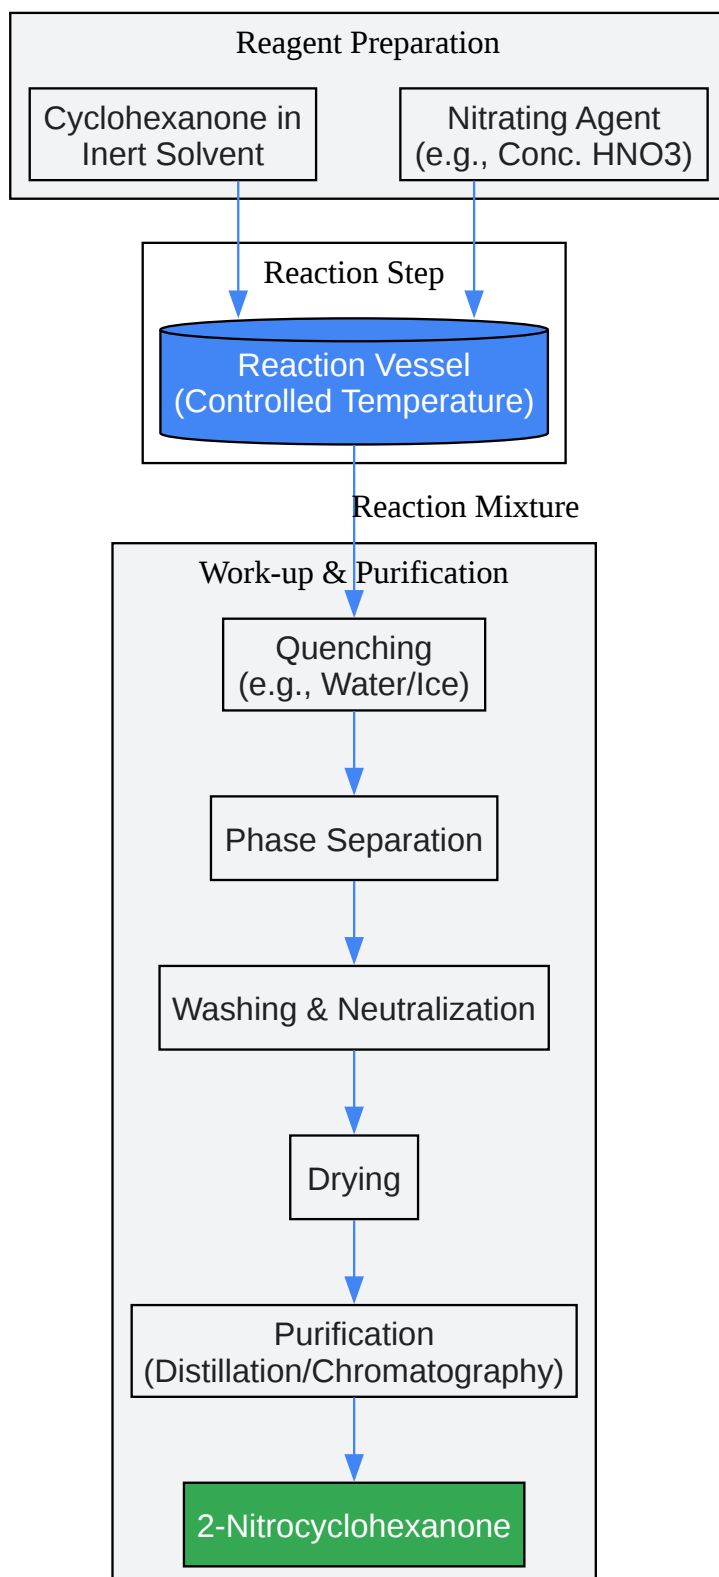 Reagent Preparation
Cyclohexanone in
Inert Solvent
Nitrating Agent
(e.g., Conc. HNO3)
Reaction Step
Reaction Vessel
(Controlled Temperature)
Reaction Mixture
Work-up & Purification
Quenching
(e.g., Water/Ice)
Phase Separation
Washing & Neutralization
Drying
Purification
(Distillation/Chromatography)
2-Nitrocyclohexanone